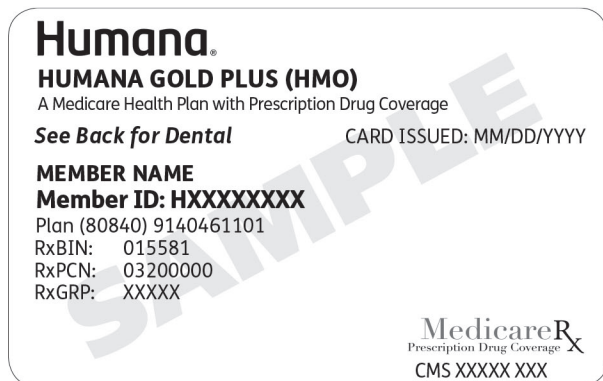 Humana®
HUMANA GOLD PLUS (HMO)
A Medicare Health Plan with Prescription Drug Coverage
See Back for Dental CARD ISSUED: MM/DD/YYYY
MEMBER NAME
Member ID: HXXXXXXXX
Plan (80840) 9140461101
RxBIN: 015581
RxPCN: 03200000
RxGRP: XXXXX
SAMPLE
MedicareRx
Prescription Drug Coverage
CMS XXXXX XXX